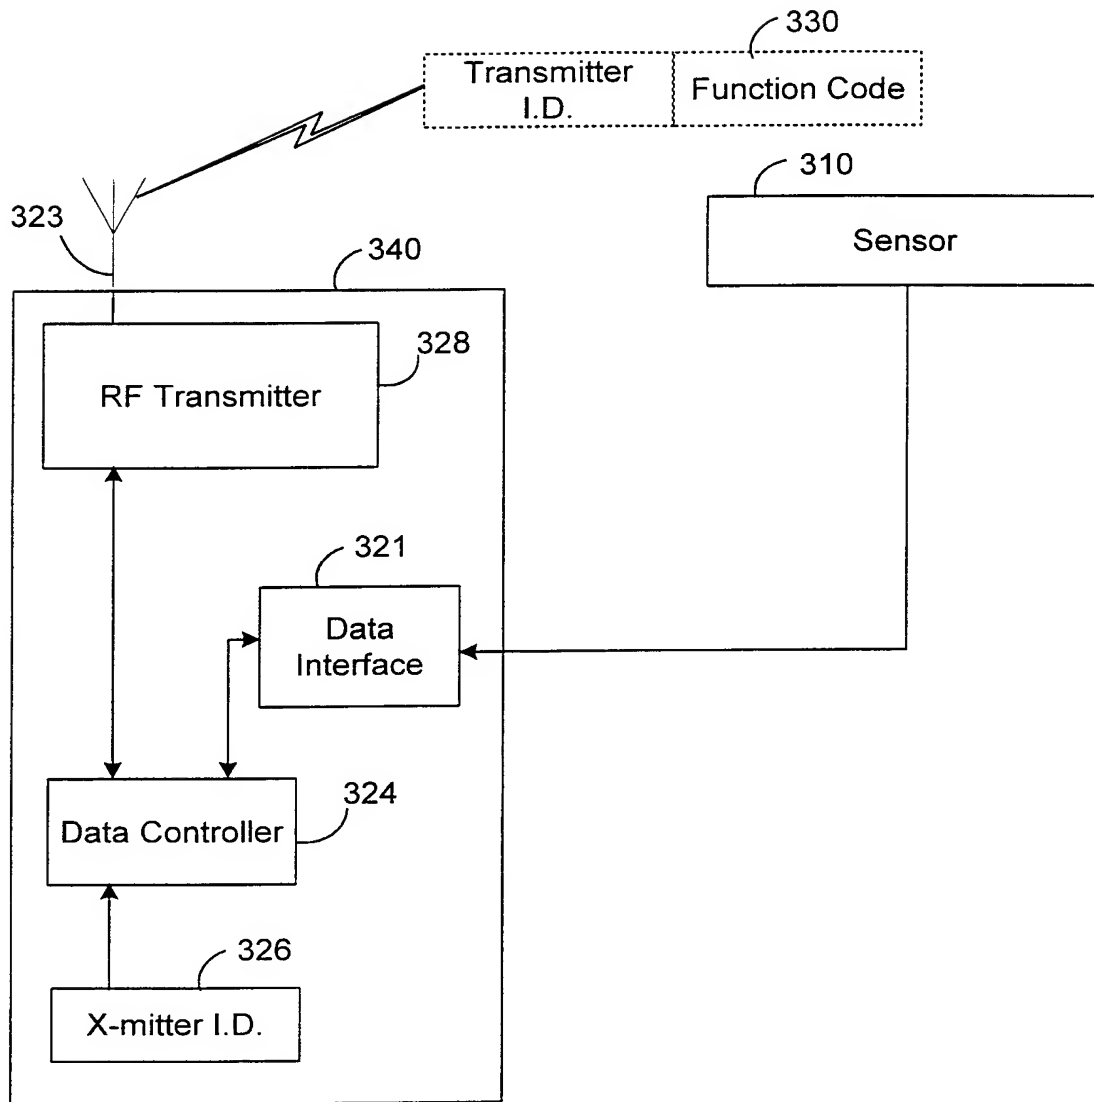 330
Transmitter
I.D.
Function Code
310
Sensor
323
340
RF Transmitter
328
321
Data
Interface
324
Data Controller
326
X-mitter I.D.